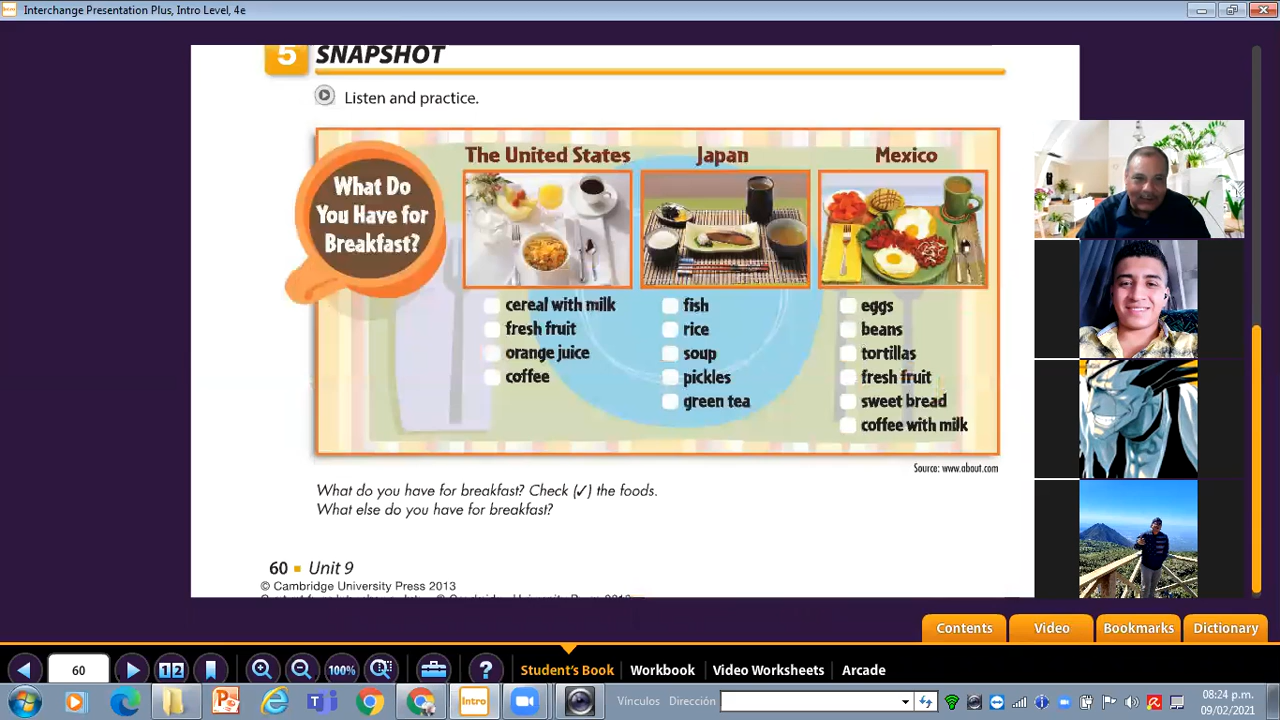 Interchange Presentation Plus, Intro Level, 4e
5 SNAPSHOT
Listen and practice.
What Do
You Have for
Breakfast?
The United States
cereal with milk
fresh fruit
orange juice
coffee
Japan
fish
rice
soup
pickles
green tea
Mexico
eggs
beans
tortillas
fresh fruit
sweet bread
coffee with milk
Source: www.about.com
What do you have for breakfast? Check (✓) the foods.
What else do you have for breakfast?
60 Unit 9
© Cambridge University Press 2013
Contents Video Bookmarks Dictionary
60 12 100% ? Student's Book Workbook Video Worksheets Arcade
Intro Vínculos Dirección 08:24 p.m.
09/02/2021